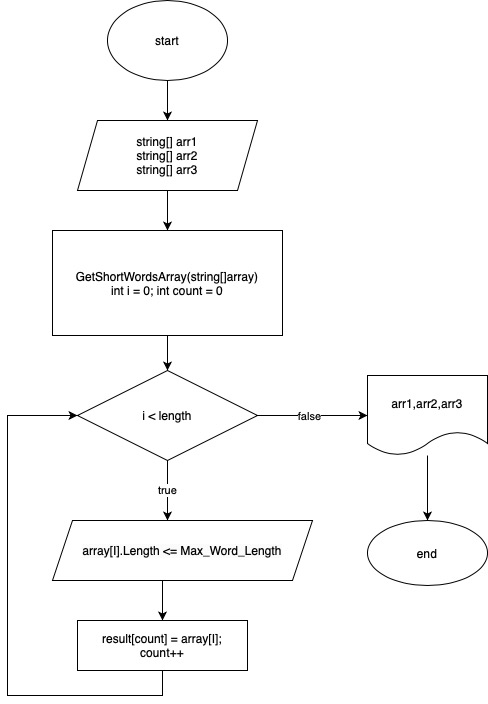 start
string[] arr1
string[] arr2
string[] arr3
GetShortWordsArray(string[]array)
int i = 0; int count = 0
i < length
false
arr1,arr2,arr3
true
array[I].Length <= Max_Word_Length
end
result[count] = array[I];
count++